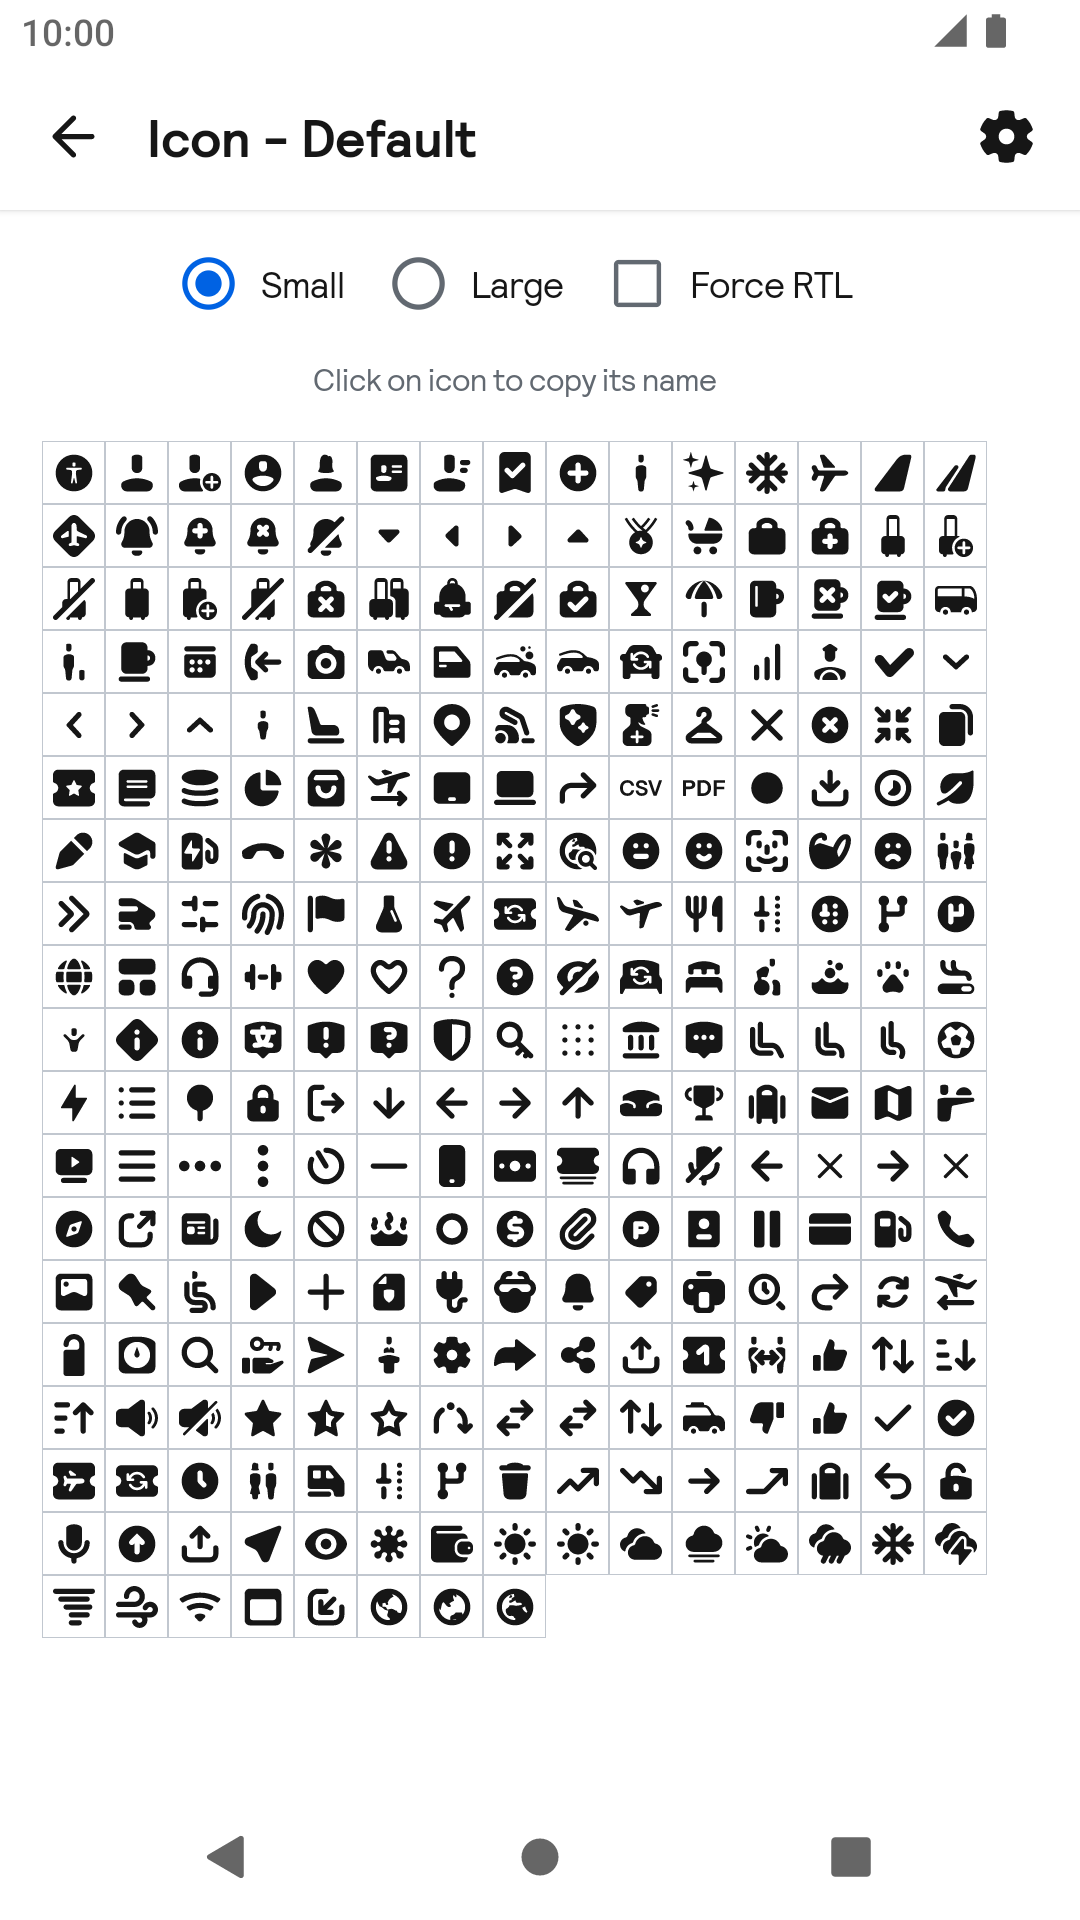 10:00
Icon - Default
Small Large Force RTL
Click on icon to copy its name
CSV PDF